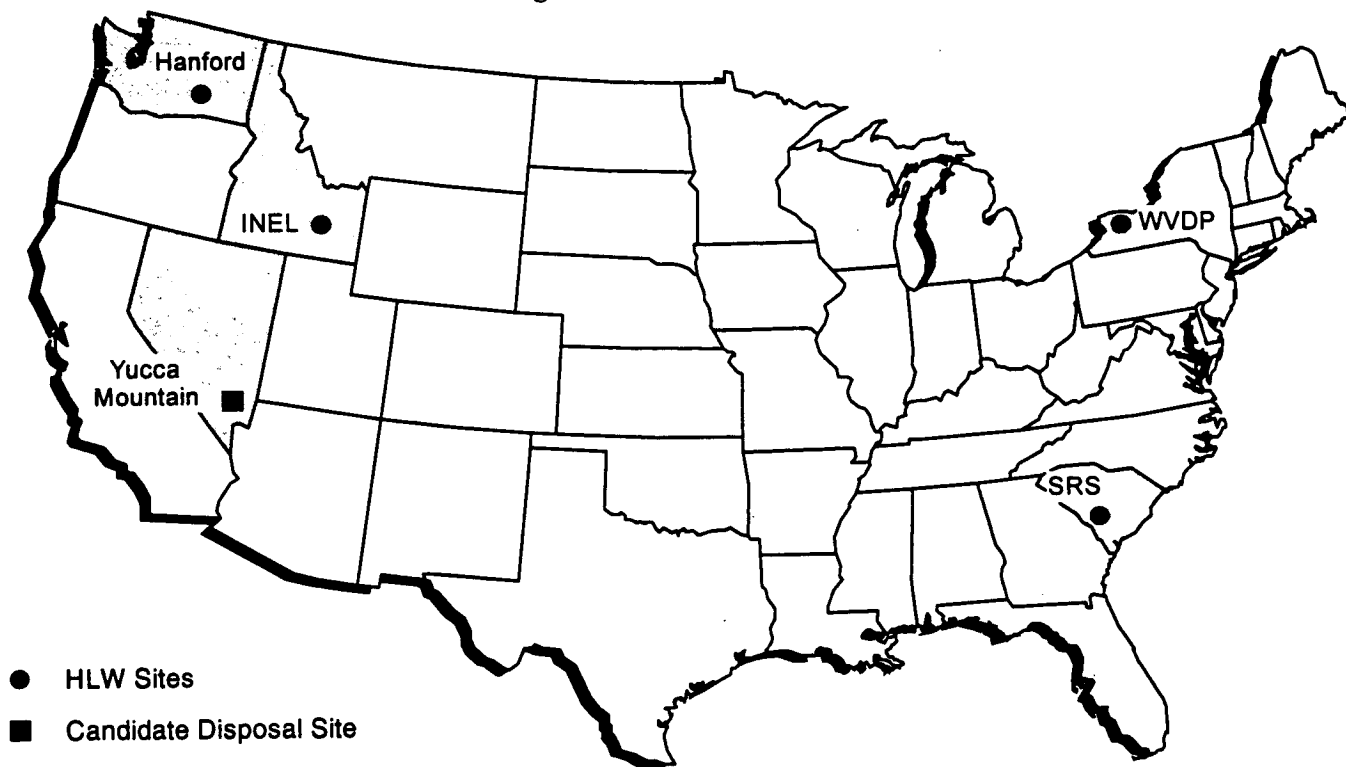 Hanford
INEL
WVDP
Yucca
Mountain
SRS
HLW Sites
Candidate Disposal Site